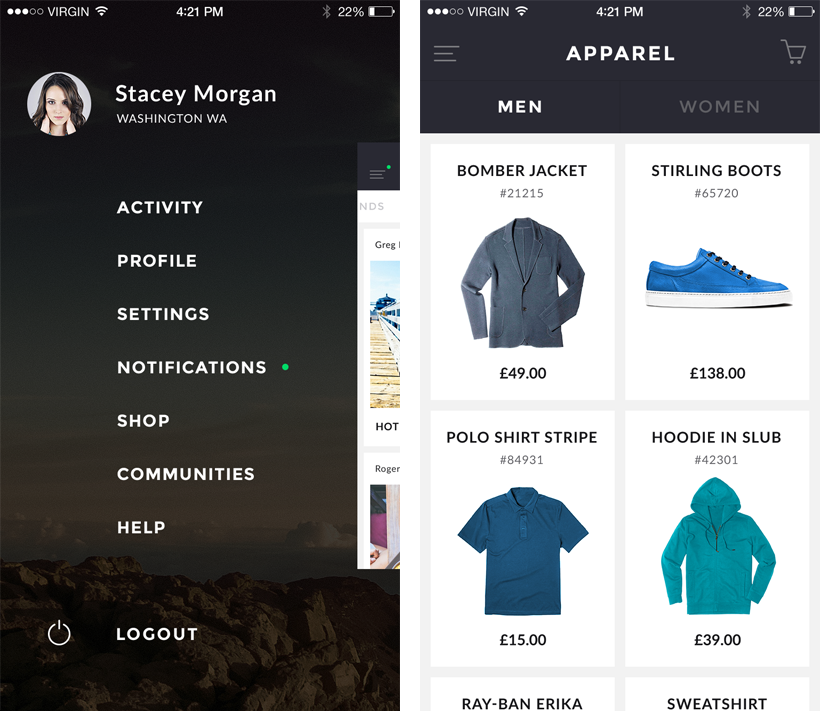 VIRGIN 4:21 PM 22%
Stacey Morgan
WASHINGTON WA
ACTIVITY
PROFILE
SETTINGS
NOTIFICATIONS
SHOP
COMMUNITIES
HELP
LOGOUT
NDS
Greg
HOT
Roger
VIRGIN 4:21 PM 22%
APPAREL
MEN WOMEN
BOMBER JACKET
#21215
£49.00
STIRLING BOOTS
#65720
£138.00
POLO SHIRT STRIPE
#84931
£15.00
HOODIE IN SLUB
#42301
£39.00
RAY-BAN ERIKA
SWEATSHIRT